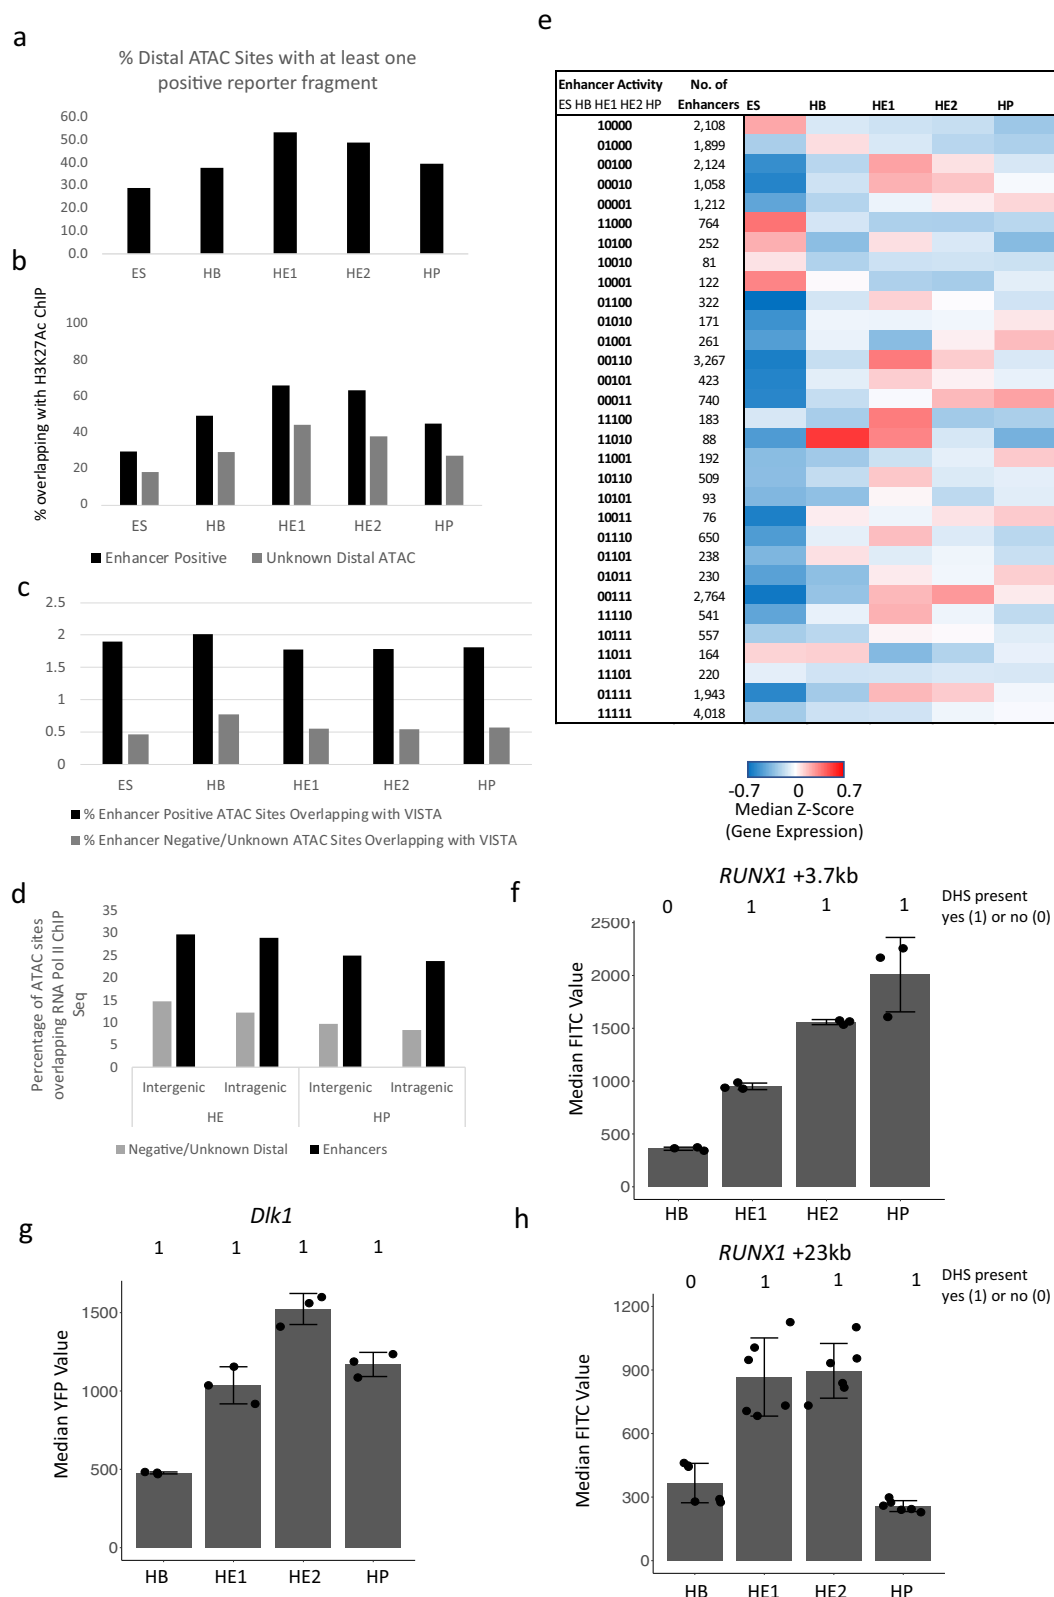 a
% Distal ATAC Sites with at least one
positive reporter fragment
60.0
50.0
40.0
30.0
20.0
10.0
0.0
ES HB HE1 HE2 HP
b
% overlapping with H3K27Ac ChIP
100
80
60
40
20
0
ES HB HE1 HE2 HP
Enhancer Positive Unknown Distal ATAC
c
2.5
2
1.5
1
0.5
0
ES HB HE1 HE2 HP
% Enhancer Positive ATAC Sites Overlapping with VISTA
% Enhancer Negative/Unknown ATAC Sites Overlapping with VISTA
d
Percentage of ATAC sites
overlapping RNA Pol II ChIP
Seq
35
30
25
20
15
10
5
0
Intergenic Intragenic Intergenic Intragenic
HE HP
Negative/Unknown Distal Enhancers
e
Enhancer Activity No. of
ES HB HE1 HE2 HP Enhancers ES HB HE1 HE2 HP
10000 2,108
01000 1,899
00100 2,124
00010 1,058
00001 1,212
11000 764
10100 252
10010 81
10001 122
01100 322
01010 171
01001 261
00110 3,267
00101 423
00011 740
11100 183
11010 88
11001 192
10110 509
10101 93
10011 76
01110 650
01101 238
01011 230
00111 2,764
11110 541
10111 557
11011 164
11101 220
01111 1,943
11111 4,018
-0.7 0 0.7
Median Z-Score
(Gene Expression)
f
RUNX1 +3.7kb
0 1 1 1 DHS present
yes (1) or no (0)
Median FITC Value
2500
2000
1500
1000
500
0
HB HE1 HE2 HP
g
Dlk1
1 1 1 1
Median YFP Value
1500
1000
500
0
HB HE1 HE2 HP
h
RUNX1 +23kb
0 1 1 1 DHS present
yes (1) or no (0)
Median FITC Value
1200
900
600
300
0
HB HE1 HE2 HP